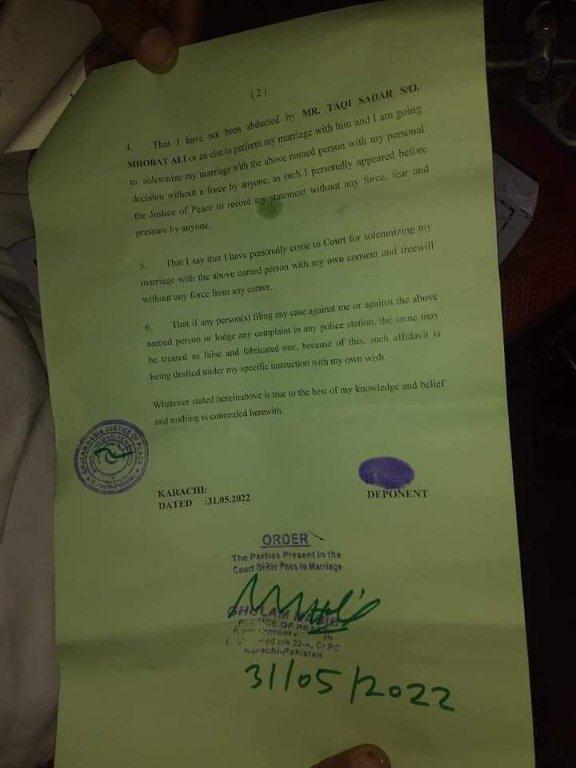 ( 2 )
4. That I have not been abducted by MR. TAQI SADAR S/O.
MHOBAT ALI or an else to perform my marriage with him and I am going
to solemnize my marriage with the above named person with my personal
decision without a force by anyone, as such I personally appeared before
the Justice of Peace to record my statement without any force, fear and
pressure by anyone.
5. That I say that I have personally come to Court for solemnizing my
marriage with the above named person with my own consent and freewill
without any force from any corner.
6. That if any person(s) filing any case against me or against the above
named person or lodge any complaint in any police station, the same may
be treated as false and fabricated one, because of this, such affidavit is
being drafted under my specific instruction with my own wish.
Whatever stated hereinabove is true to the best of my knowledge and belief
and nothing is concealed herewith.
JUSTICE OF PEACE
KARACHI:
DATED :31.05.2022
DEPONENT
ORDER
The Parties Present in the
Court Order Pass to Marriage
GHULAM
JUSTICE OF PEACE
Cr.PC
Karachi-Pakistan
31/05/2022